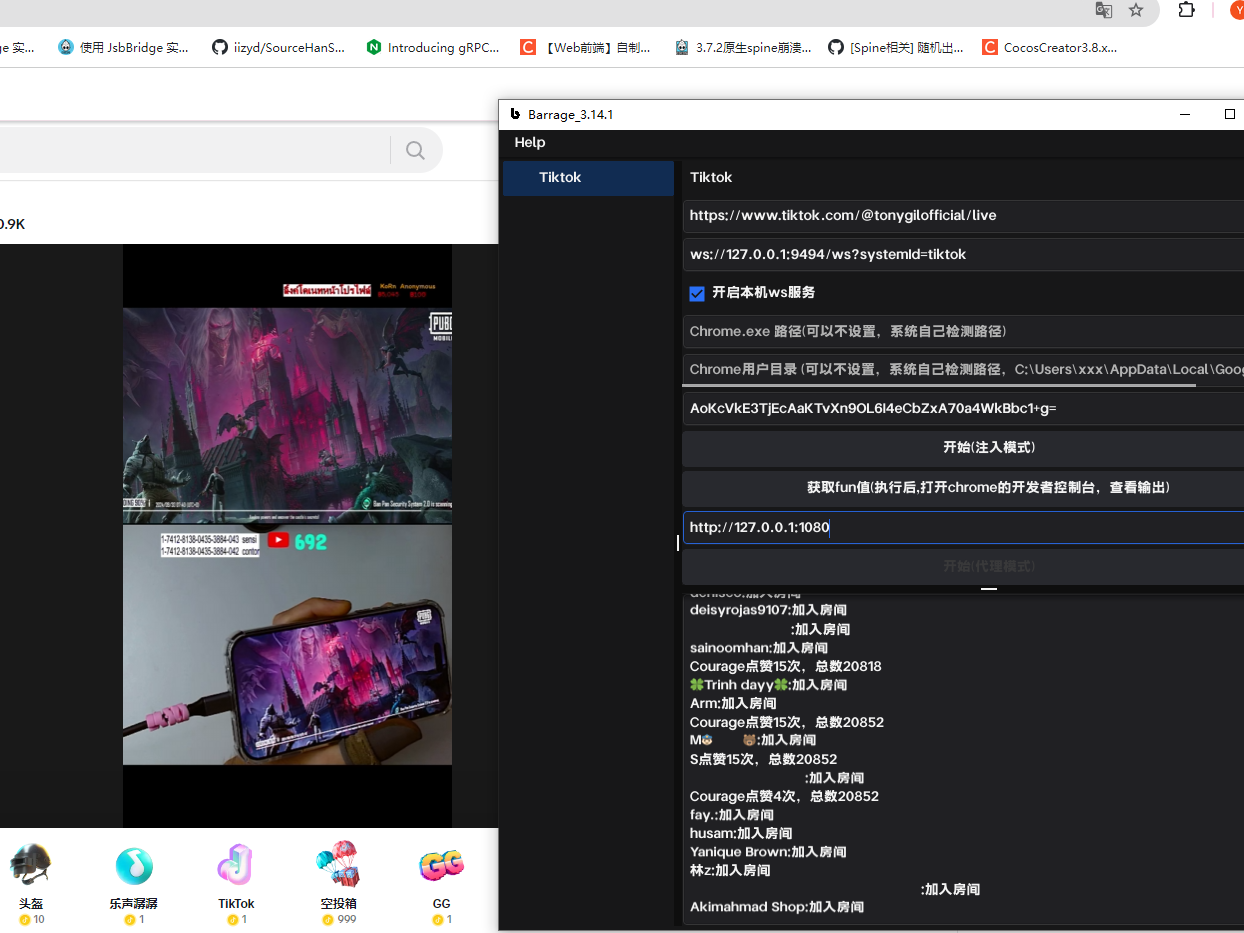 ge 实...
使用 JsbBridge 实...
iizyd/SourceHanS...
Introducing gRPC...
【Web前端】自制...
3.7.2原生spine崩溃...
[Spine相关] 随机出...
CocosCreator3.8.x...
Barrage_3.14.1
Help
Tiktok
Tiktok
https://www.tiktok.com/@tonygilofficial/live
ws://127.0.0.1:9494/ws?systemId=tiktok
开启本机ws服务
Chrome.exe 路径(可以不设置，系统自己检测路径)
Chrome用户目录 (可以不设置，系统自己检测路径，C:\Users\xxx\AppData\Local\Goog
AoKcVkE3TjEcAaKTvXn9OL6I4eCbZxA70a4WkBbc1+g=
开始(注入模式)
获取fun值(执行后,打开chrome的开发者控制台，查看输出)
http://127.0.0.1:1080
开始(代理模式)
deniseo:加入房间
deisyrojas9107:加入房间
:加入房间
sainoomhan:加入房间
Courage点赞15次，总数20818
🍀Trinh dayy🍀:加入房间
Arm:加入房间
Courage点赞15次，总数20852
M :加入房间
S点赞15次，总数20852
:加入房间
Courage点赞4次，总数20852
fay.:加入房间
husam:加入房间
Yanique Brown:加入房间
林z:加入房间
:加入房间
Akimahmad Shop:加入房间
0.9K
KoRn Anonymous
PUBG
MOBILE
1-7412-8138-0435-3884-043 sensi
1-7412-8138-0435-3884-042 contor
692
头盔
10
乐声潺潺
1
TikTok
1
空投箱
999
GG
1